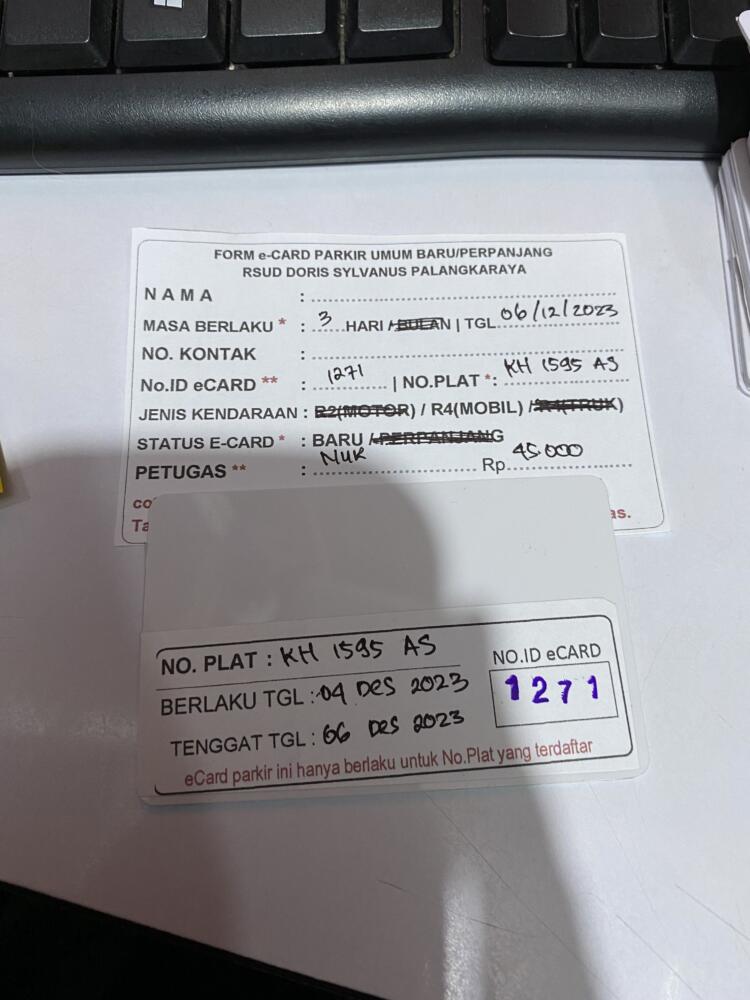 FORM e-CARD PARKIR UMUM BARU/PERPANJANG
RSUD DORIS SYLVANUS PALANGKARAYA
NAMA :
MASA BERLAKU * : 3 HARI / BULAN | TGL 06/12/2023
NO. KONTAK :
No.ID eCARD ** : 1271 | NO.PLAT *: KH 1595 AS
JENIS KENDARAAN : R2(MOTOR) / R4(MOBIL) / R4(TRUK)
STATUS E-CARD * : BARU / PERPANJANG
PETUGAS ** : NUR Rp. 45.000
NO. PLAT : KH 1595 AS
NO.ID eCARD
BERLAKU TGL : 04 DES 2023
1271
TENGGAT TGL : 06 DES 2023
eCard parkir ini hanya berlaku untuk No.Plat yang terdaftar